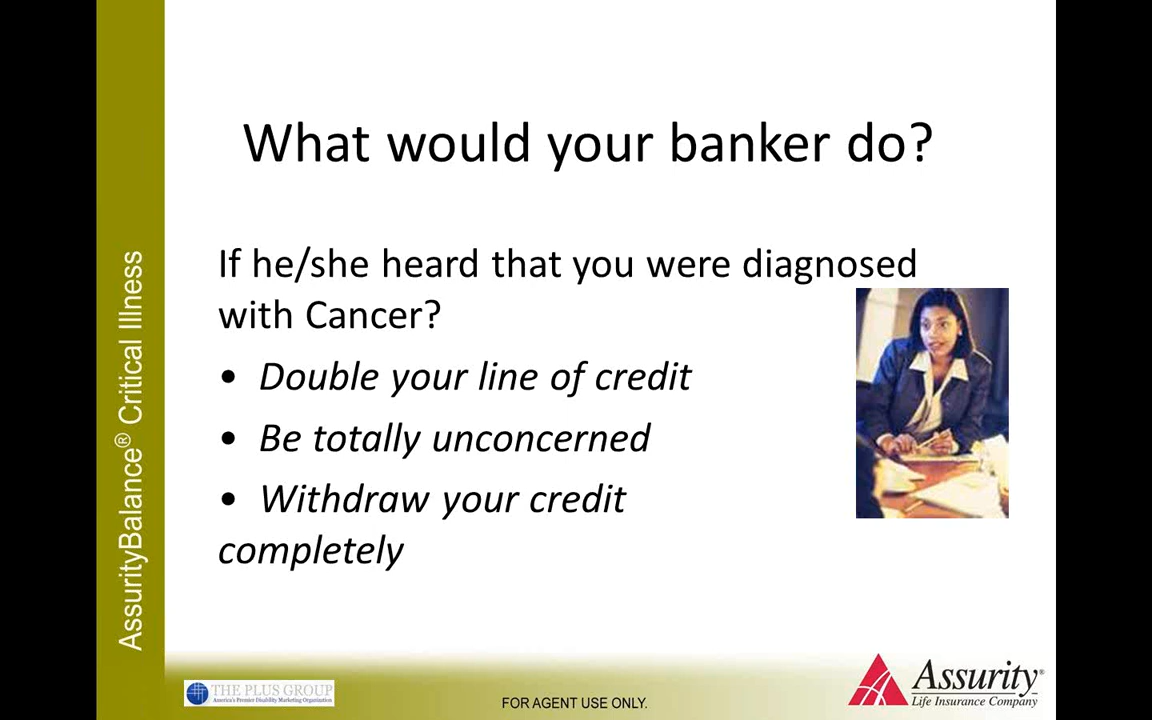 What would your banker do?
If he/she heard that you were diagnosed
with Cancer?
• Double your line of credit
• Be totally unconcerned
• Withdraw your credit
completely
AssurityBalance® Critical Illness
THE PLUS GROUP
America's Premier Disability Marketing Organization
FOR AGENT USE ONLY.
Assurity®
Life Insurance Company